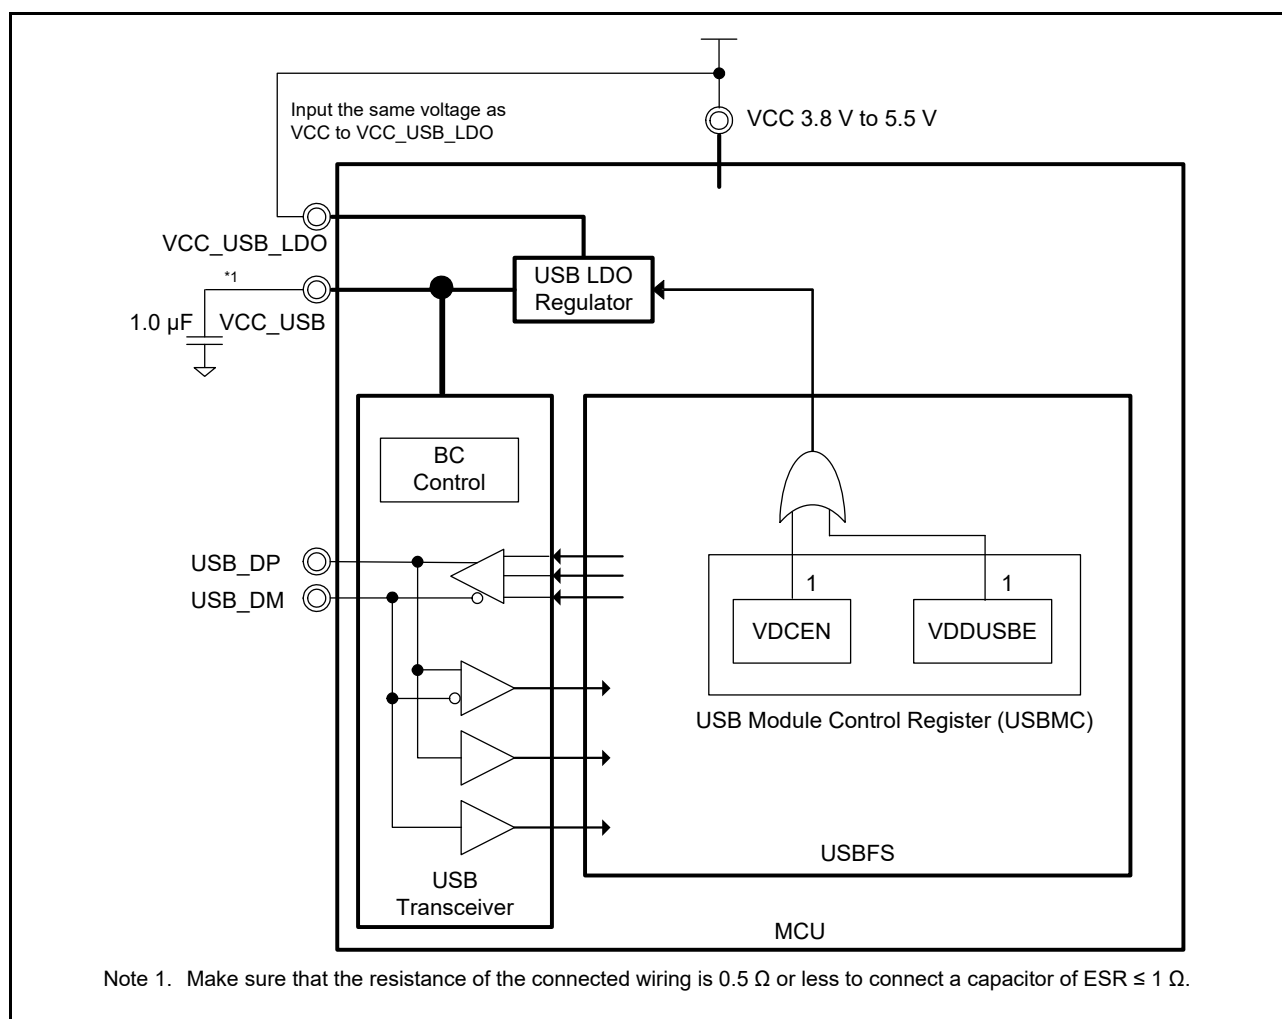 Input the same voltage as
VCC to VCC_USB_LDO
VCC 3.8 V to 5.5 V
VCC_USB_LDO
*1
1.0 µF
VCC_USB
USB LDO
Regulator
BC
Control
USB_DP
USB_DM
1
1
VDCEN
VDDUSBE
USB Module Control Register (USBMC)
USBFS
USB
Transceiver
MCU
Note 1. Make sure that the resistance of the connected wiring is 0.5 Ω or less to connect a capacitor of ESR ≤ 1 Ω.